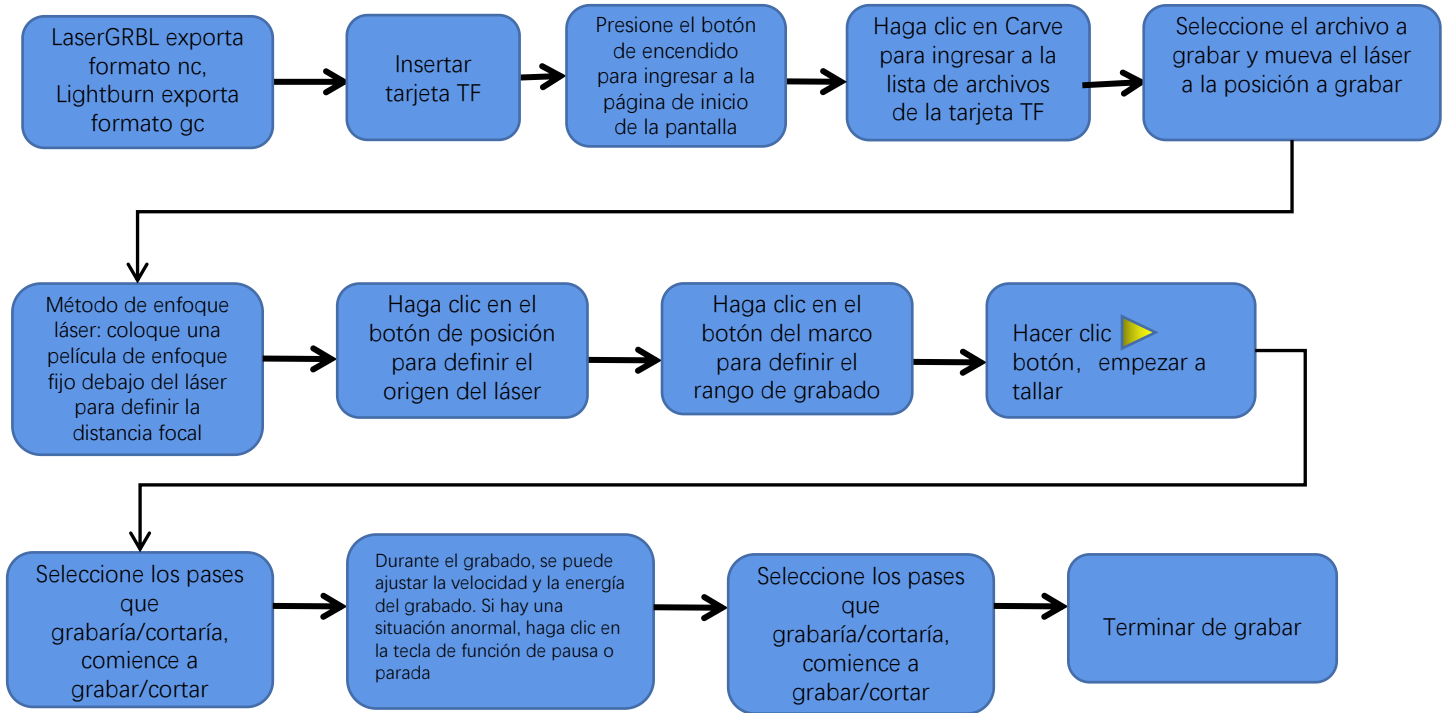 LaserGRBL exporta
formato nc,
Lightburn exporta
formato gc
Insertar
tarjeta TF
Presione el botón
de encendido
para ingresar a la
página de inicio
de la pantalla
Haga clic en Carve
para ingresar a la
lista de archivos
de la tarjeta TF
Seleccione el archivo a
grabar y mueva el láser
a la posición a grabar
Método de enfoque
láser: coloque una
película de enfoque
fijo debajo del láser
para definir la
distancia focal
Haga clic en el
botón de posición
para definir el
origen del láser
Haga clic en el
botón del marco
para definir el
rango de grabado
Hacer clic
botón, empezar a
tallar
Seleccione los pases
que
grabaría/cortaría,
comience a
grabar/cortar
Durante el grabado, se puede
ajustar la velocidad y la energía
del grabado. Si hay una
situación anormal, haga clic en
la tecla de función de pausa o
parada
Seleccione los pases
que
grabaría/cortaría,
comience a
grabar/cortar
Terminar de grabar